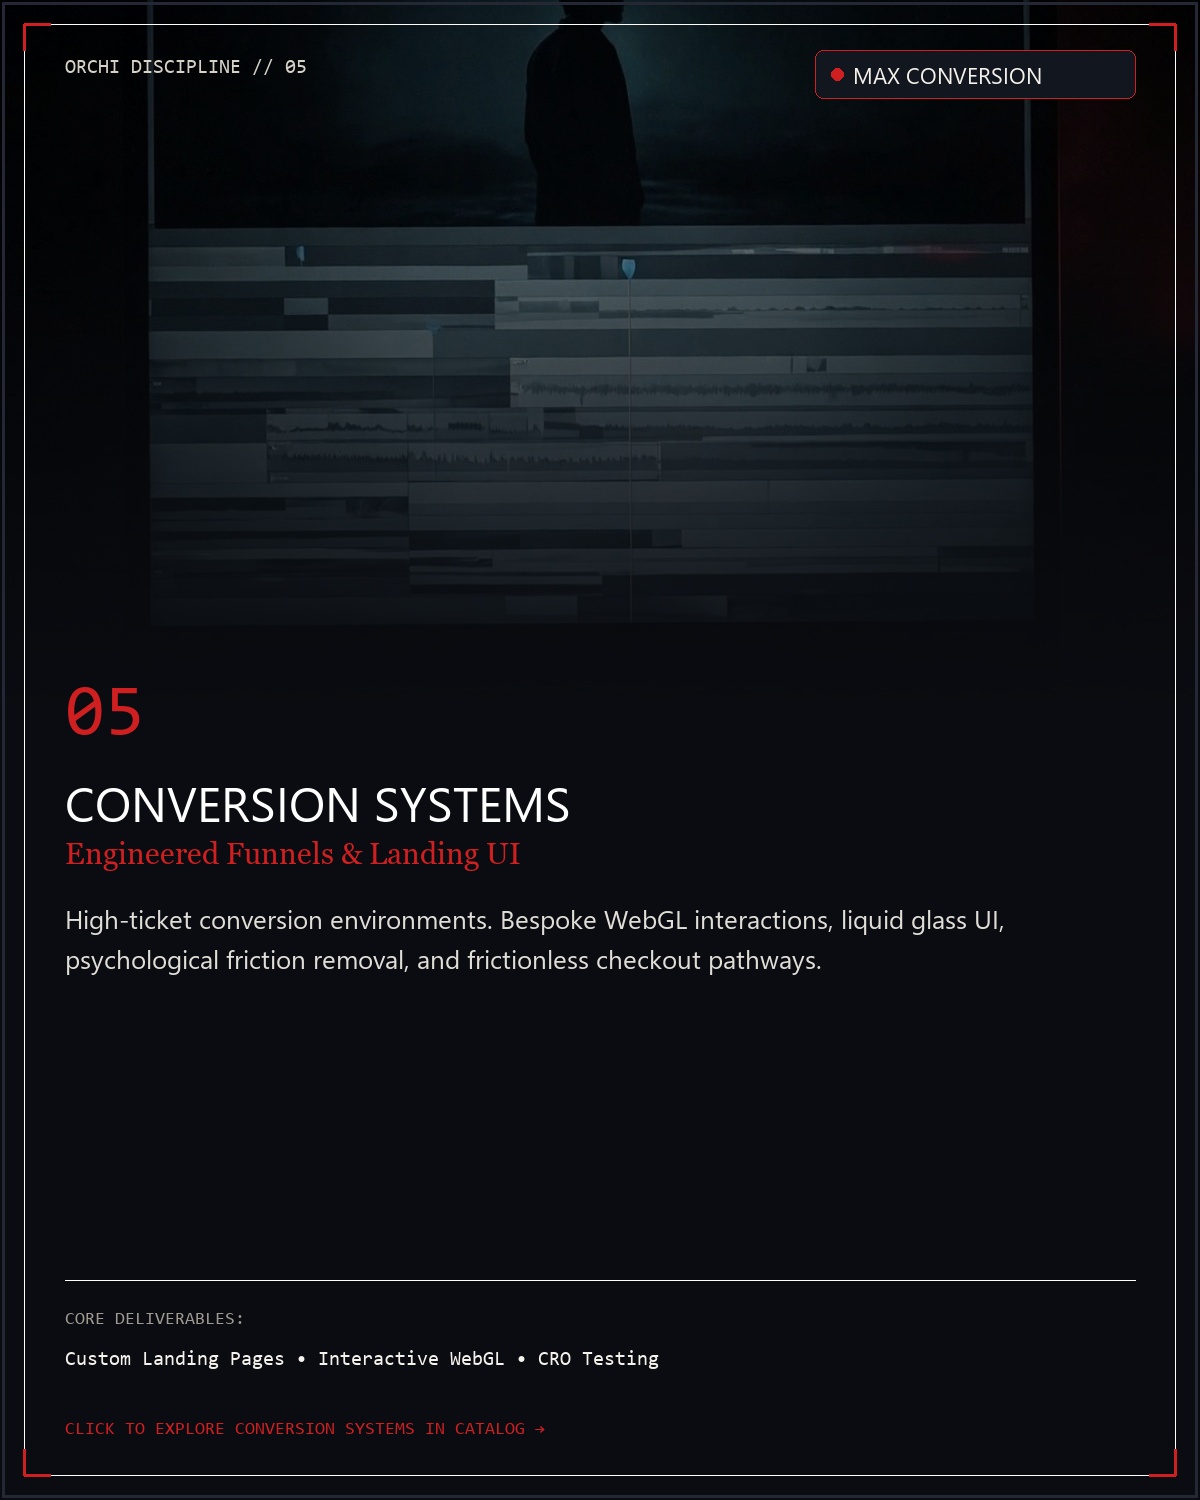 ORCHI DISCIPLINE // 05
MAX CONVERSION
05
CONVERSION SYSTEMS
Engineered Funnels & Landing UI
High-ticket conversion environments. Bespoke WebGL interactions, liquid glass UI,
psychological friction removal, and frictionless checkout pathways.
CORE DELIVERABLES:
Custom Landing Pages • Interactive WebGL • CRO Testing
CLICK TO EXPLORE CONVERSION SYSTEMS IN CATALOG →